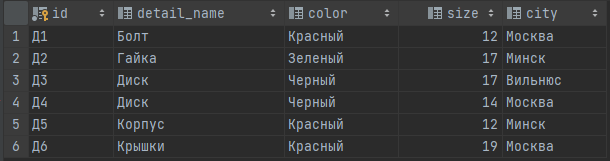 id detail_name color size city
1 Д1 Болт Красный 12 Москва
2 Д2 Гайка Зеленый 17 Минск
3 Д3 Диск Черный 17 Вильнюс
4 Д4 Диск Черный 14 Москва
5 Д5 Корпус Красный 12 Минск
6 Д6 Крышки Красный 19 Москва